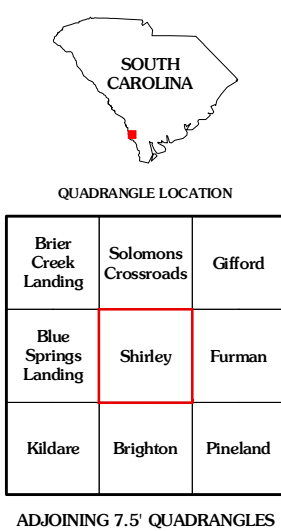 SOUTH
CAROLINA
QUADRANGLE LOCATION
Brier
Creek
Landing
Solomons
Crossroads
Gifford
Blue
Springs
Landing
Shirley
Furman
Kildare
Brighton
Pineland
ADJOINING 7.5' QUADRANGLES